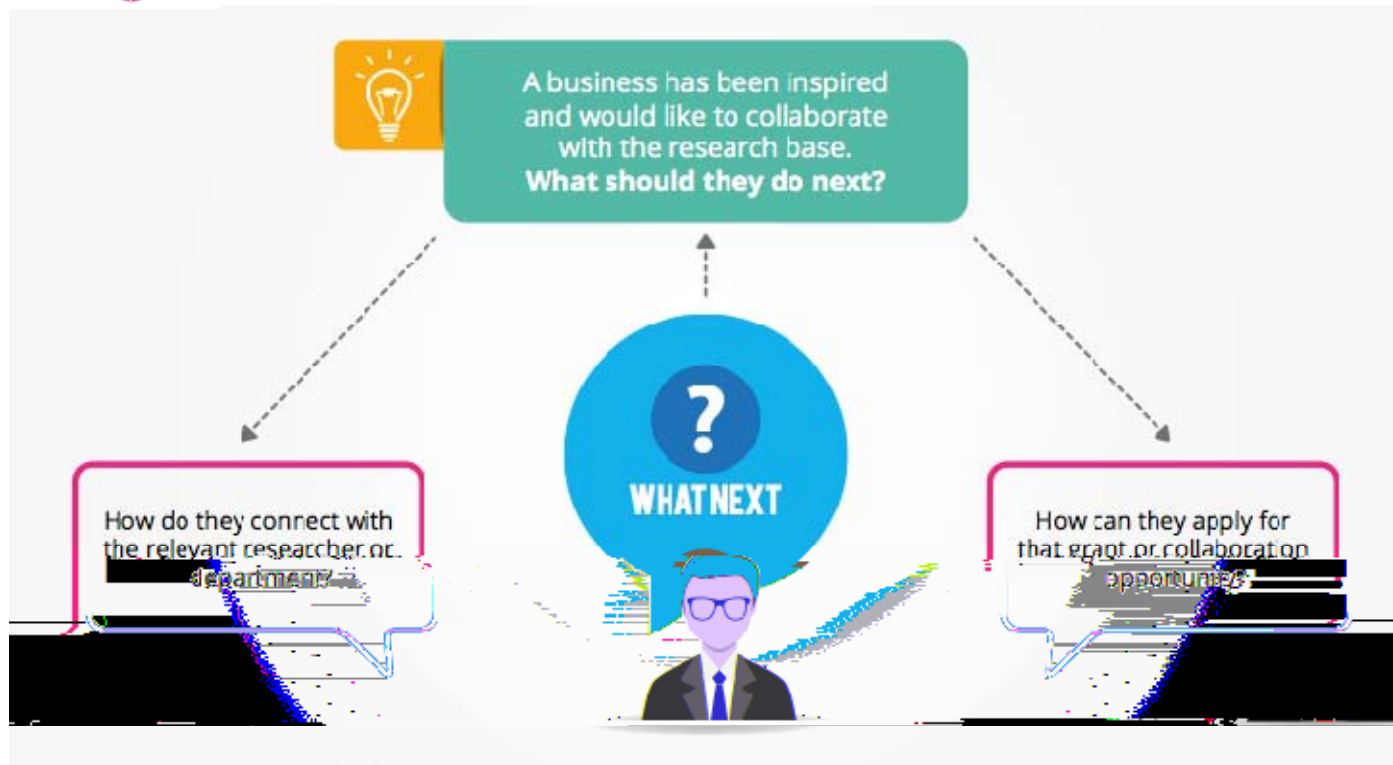 A business has been inspired
and would like to collaborate
with the research base.
What should they do next?
?
WHAT NEXT
How do they connect with
the relevant researcher or
department?
How can they apply for
that grant or collaboration
opportunity?